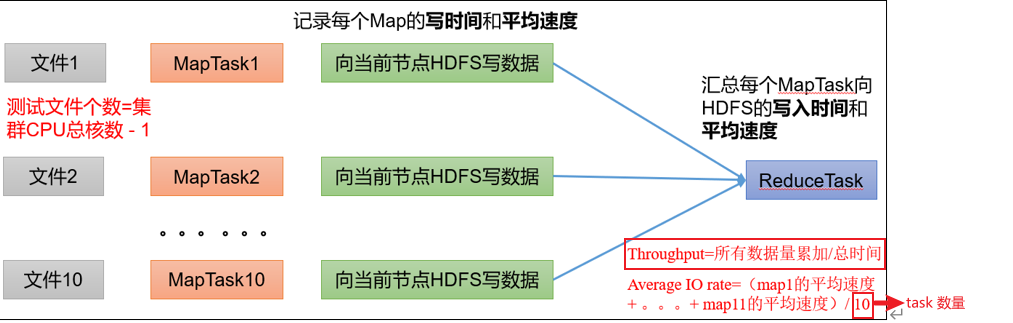 记录每个Map的写时间和平均速度
文件1
MapTask1
向当前节点HDFS写数据
测试文件个数=集
群CPU总核数 - 1
汇总每个MapTask向
HDFS的写入时间和
平均速度
文件2
MapTask2
向当前节点HDFS写数据
ReduceTask
。。。。。。
文件10
MapTask10
向当前节点HDFS写数据
Throughput=所有数据量累加/总时间
Average IO rate=（map1的平均速度
+ 。。。+ map11的平均速度）/ 10
task 数量